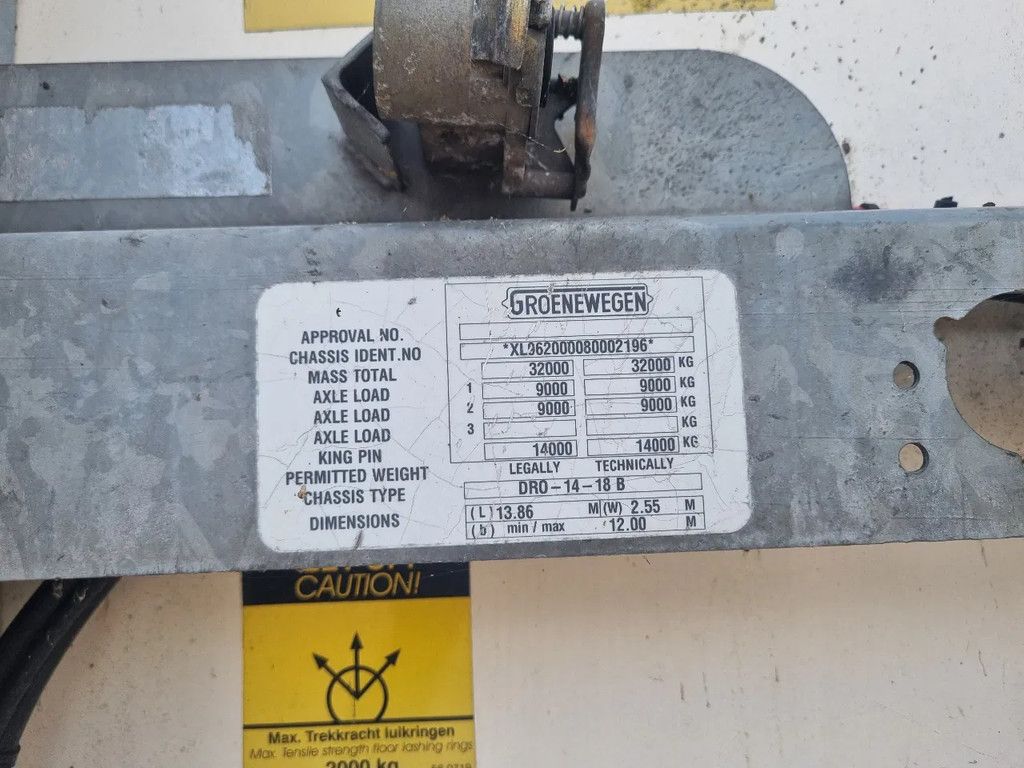 GROENEWEGEN
APPROVAL NO.
CHASSIS IDENT.NO
MASS TOTAL 32000 32000 KG
AXLE LOAD 1 9000 9000 KG
AXLE LOAD 2 9000 9000 KG
AXLE LOAD 3 KG
KING PIN 14000 14000 KG
PERMITTED WEIGHT LEGALLY TECHNICALLY
CHASSIS TYPE DRO-14-18 B
DIMENSIONS (L) 13.86 M (W) 2.55 M
(b) min / max 12.00 M
CAUTION!
Max. Trekkracht luikringen
Max. Tensile strength floor lashing rings
kg